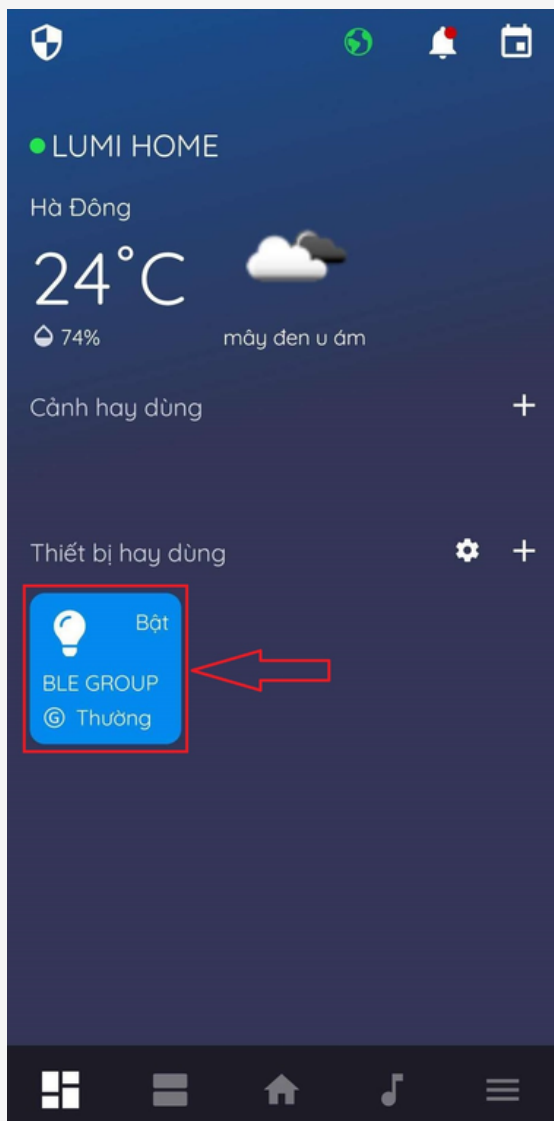 LUMI HOME
Hà Đông
24°C
74%
mây đen u ám
Cảnh hay dùng
Thiết bị hay dùng
Bật
BLE GROUP
G Thường